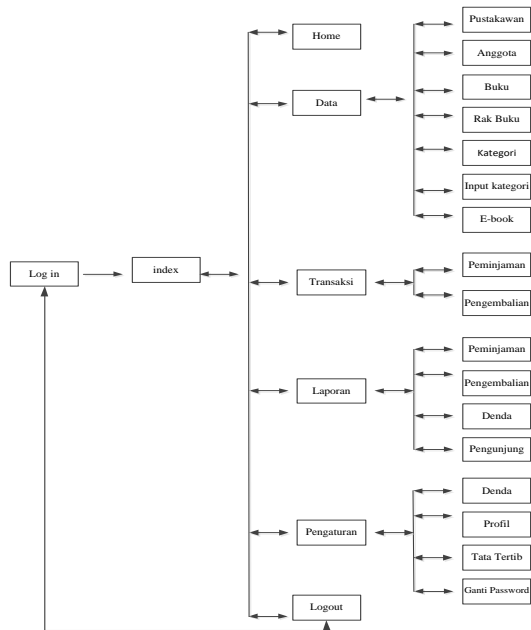 Log in
index
Home
Data
Pustakawan
Anggota
Buku
Rak Buku
Kategori
Input kategori
E-book
Transaksi
Peminjaman
Pengembalian
Laporan
Peminjaman
Pengembalian
Denda
Pengunjung
Pengaturan
Denda
Profil
Tata Tertib
Ganti Password
Logout